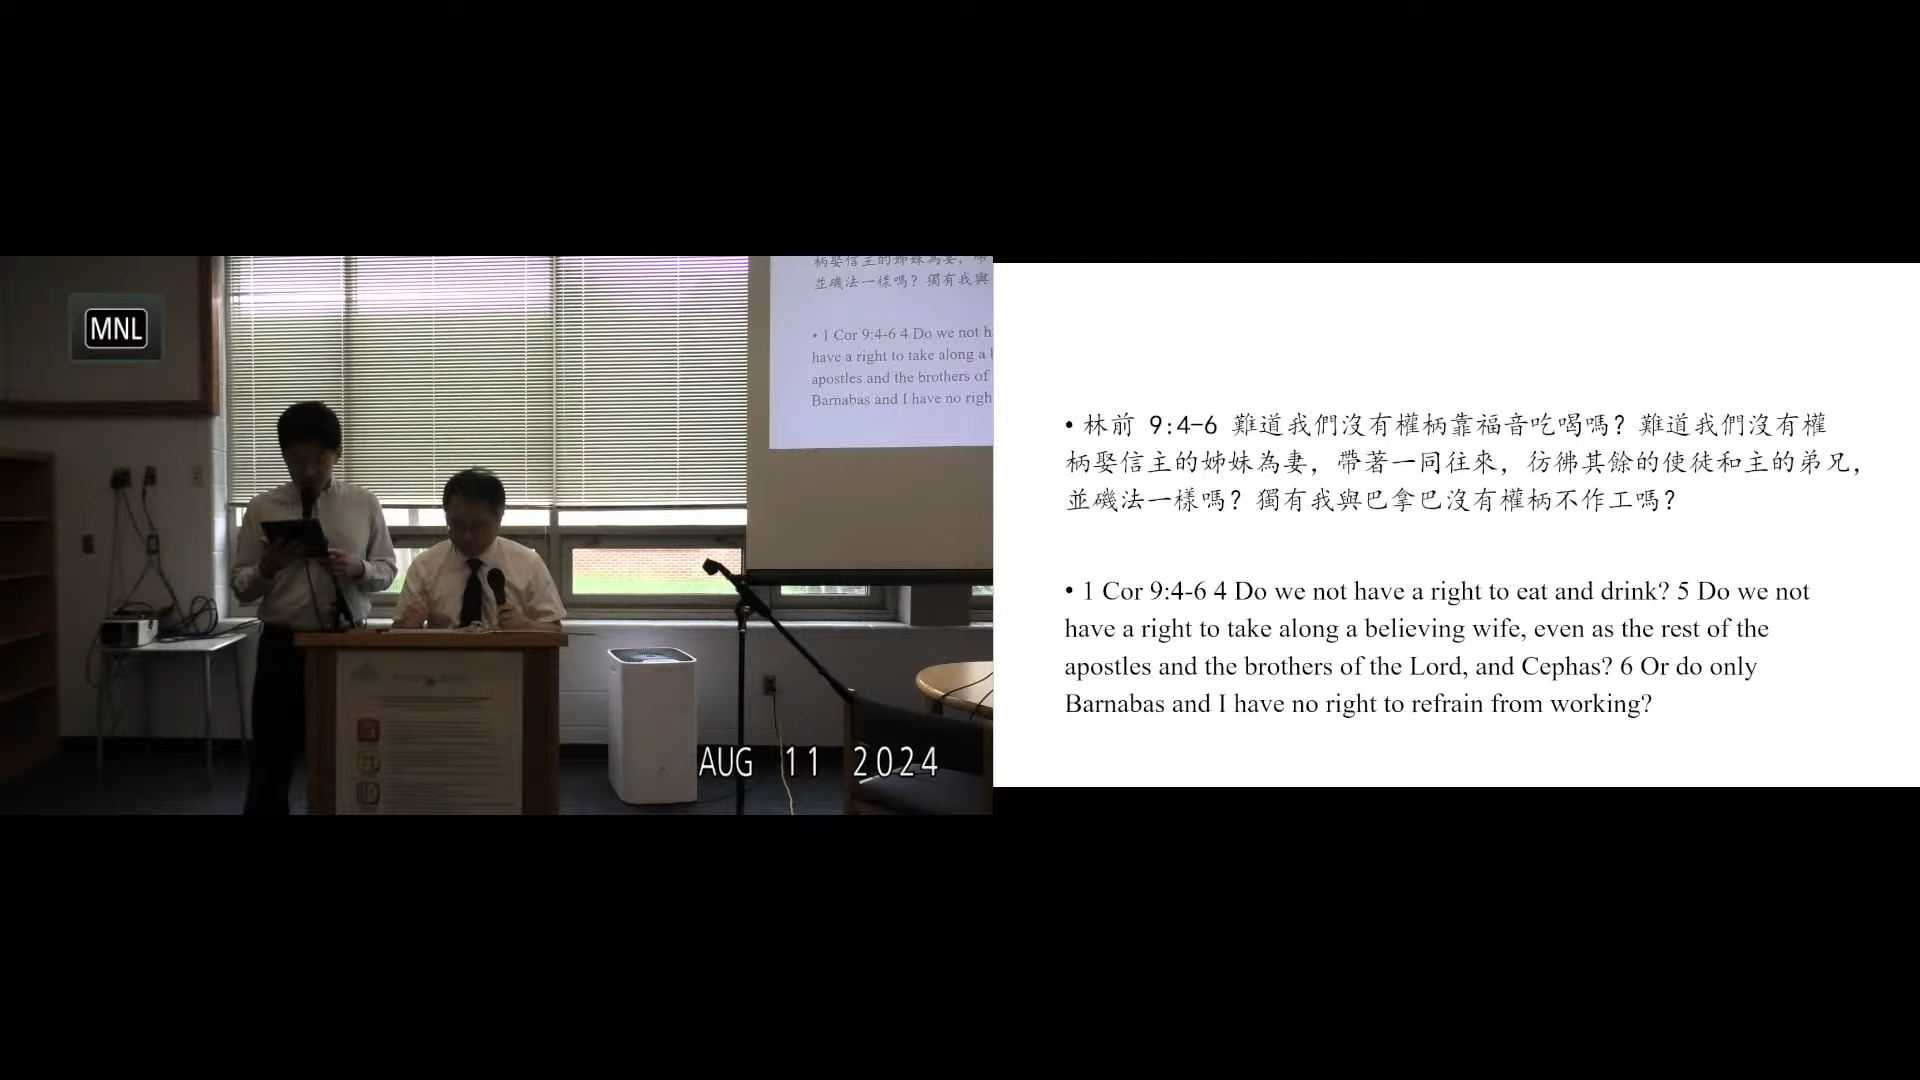 MNL
柄娶信主的姊妹為妻，帶
並磯法一樣嗎？獨有我與
• 1 Cor 9:4-6 4 Do we not h
have a right to take along a b
apostles and the brothers of
Barnabas and I have no righ
AUG 11 2024
• 林前 9:4-6 難道我們沒有權柄靠福音吃喝嗎？難道我們沒有權
柄娶信主的姊妹為妻，帶著一同往來，彷彿其餘的使徒和主的弟兄，
並磯法一樣嗎？獨有我與巴拿巴沒有權柄不作工嗎？
• 1 Cor 9:4-6 4 Do we not have a right to eat and drink? 5 Do we not
have a right to take along a believing wife, even as the rest of the
apostles and the brothers of the Lord, and Cephas? 6 Or do only
Barnabas and I have no right to refrain from working?